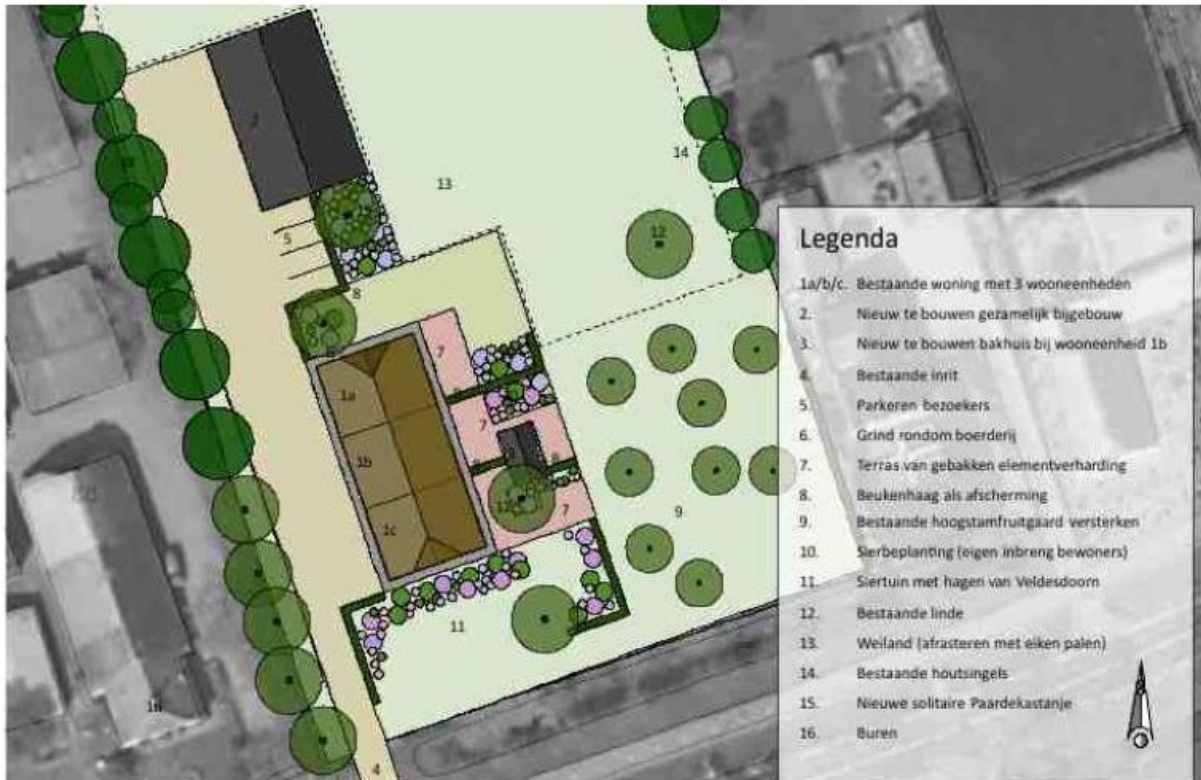 Legenda
1a/b/c. Bestaande woning met 3 wooneenheden
2. Nieuw te bouwen gezamelijk bijgebouw
3. Nieuw te bouwen bakhuis bij wooneenheid 1b
4. Bestaande inrit
5. Parkeren bezoekers
6. Grind rondom boerderij
7. Terras van gebakken elementverharding
8. Beukenhaag als afscherming
9. Bestaande hoogstamfruitgaard versterken
10. Sierbeplanting (eigen inbreng bewoners)
11. Siertuin met hagen van Veldesdoorn
12. Bestaande linde
13. Weiland (afrasteren met eiken palen)
14. Bestaande houtsingels
15. Nieuwe solitaire Paardekastanje
16. Buren
2
14
13
12
5
8
7
1a
7
1b
8
12
7
9
1c
11
16
4